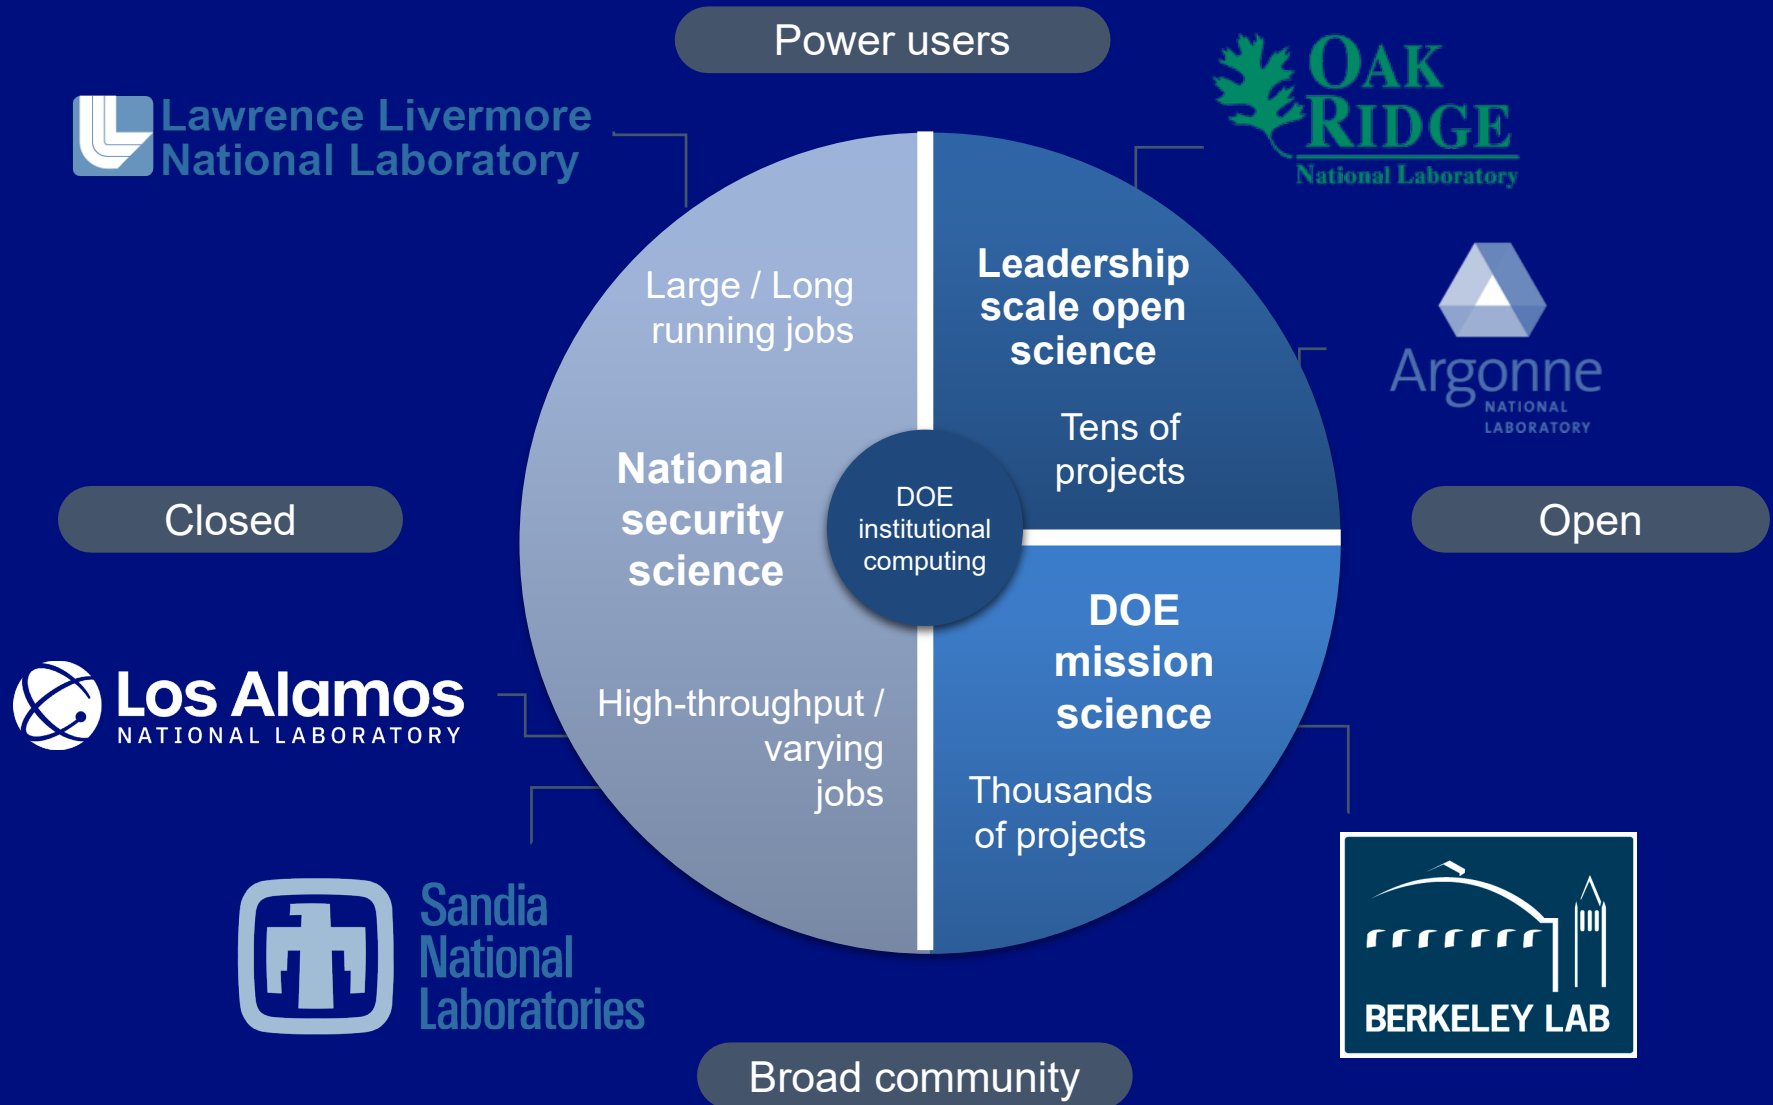 Power users
Lawrence Livermore
National Laboratory
OAK
RIDGE
National Laboratory
Argonne
NATIONAL
LABORATORY
Large / Long
running jobs
Leadership
scale open
science
Tens of
projects
National
security
science
DOE
institutional
computing
Closed
Open
DOE
mission
science
Thousands
of projects
High-throughput /
varying
jobs
Los Alamos
NATIONAL LABORATORY
Sandia
National
Laboratories
BERKELEY LAB
Broad community